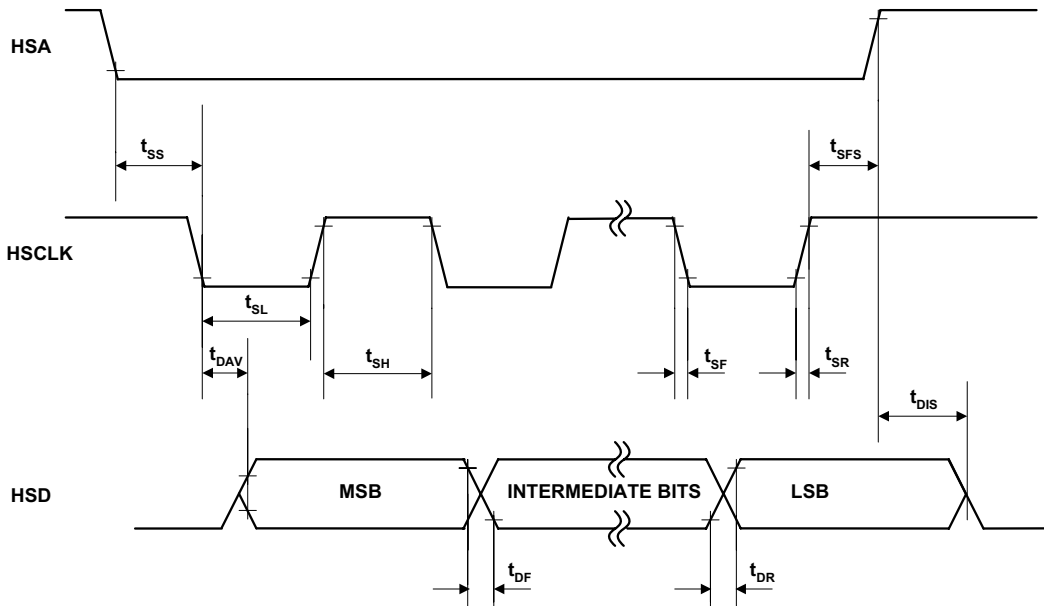 HSA
tSS
tSFS
HSCLK
tSL
tDAV
tSH
tSF
tSR
tDIS
HSD
MSB
INTERMEDIATE BITS
LSB
tDF
tDR